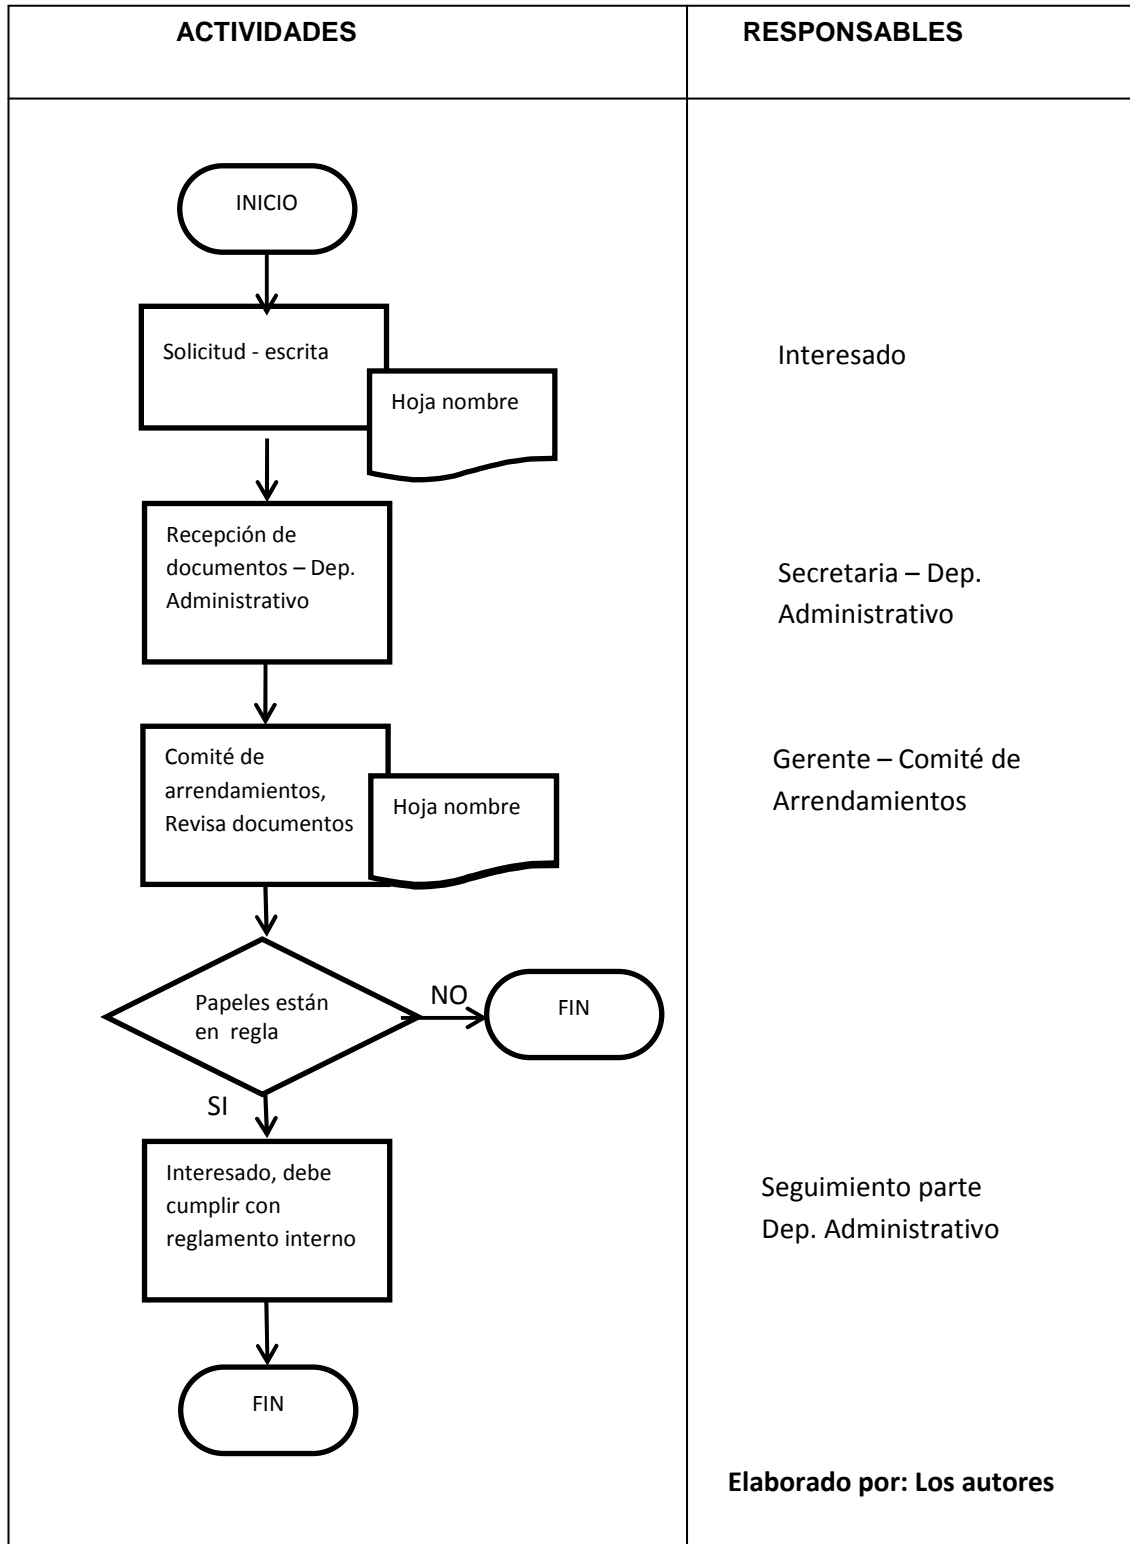 ACTIVIDADES
RESPONSABLES
INICIO
Solicitud - escrita
Interesado
Hoja nombre
Recepción de
documentos – Dep.
Administrativo
Secretaria – Dep.
Administrativo
Comité de
arrendamientos,
Revisa documentos
Hoja nombre
Gerente – Comité de
Arrendamientos
Papeles están
en  regla
NO
FIN
SI
Interesado, debe
cumplir con
reglamento interno
Seguimiento parte
Dep. Administrativo
FIN
Elaborado por: Los autores